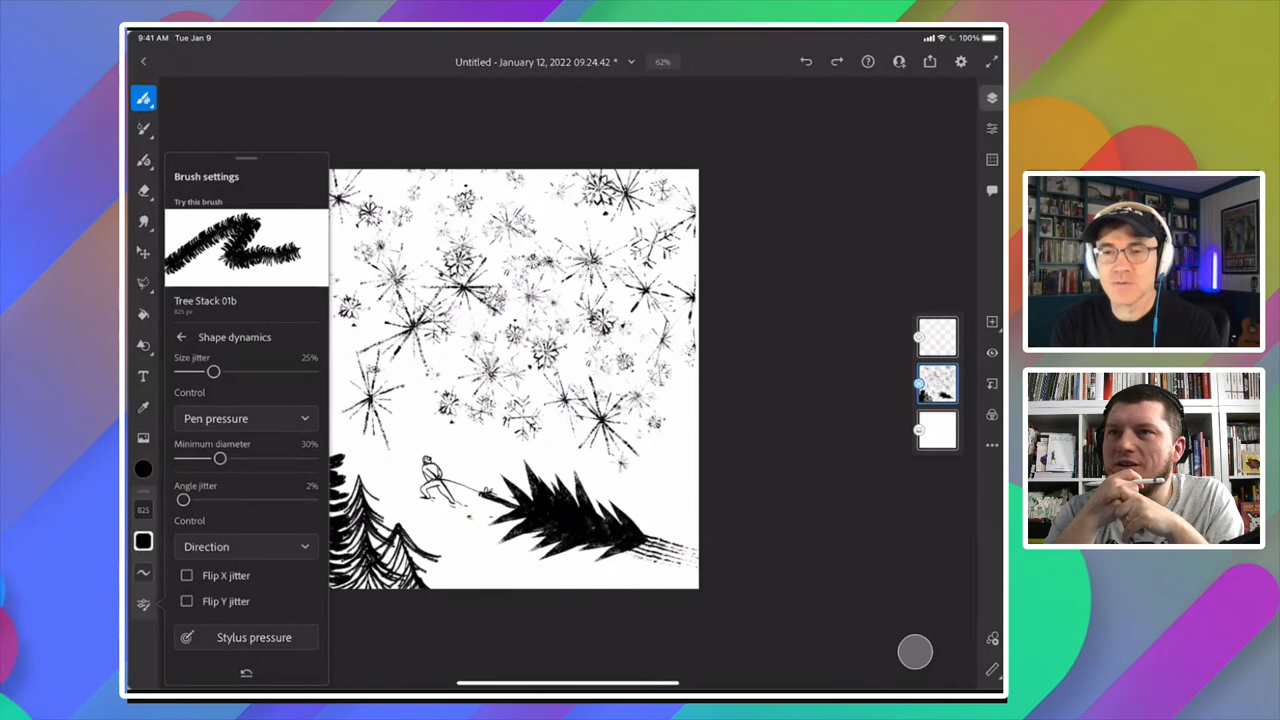 9:41 AM Tue Jan 9
100%
Untitled - January 12, 2022 09.24.42 *
62%
Brush settings
Try this brush
Tree Stack 01b
825 px
Shape dynamics
Size jitter 25%
Control
Pen pressure
Minimum diameter 30%
Angle jitter 2%
Control
825
Direction
Flip X jitter
Flip Y jitter
Stylus pressure
T